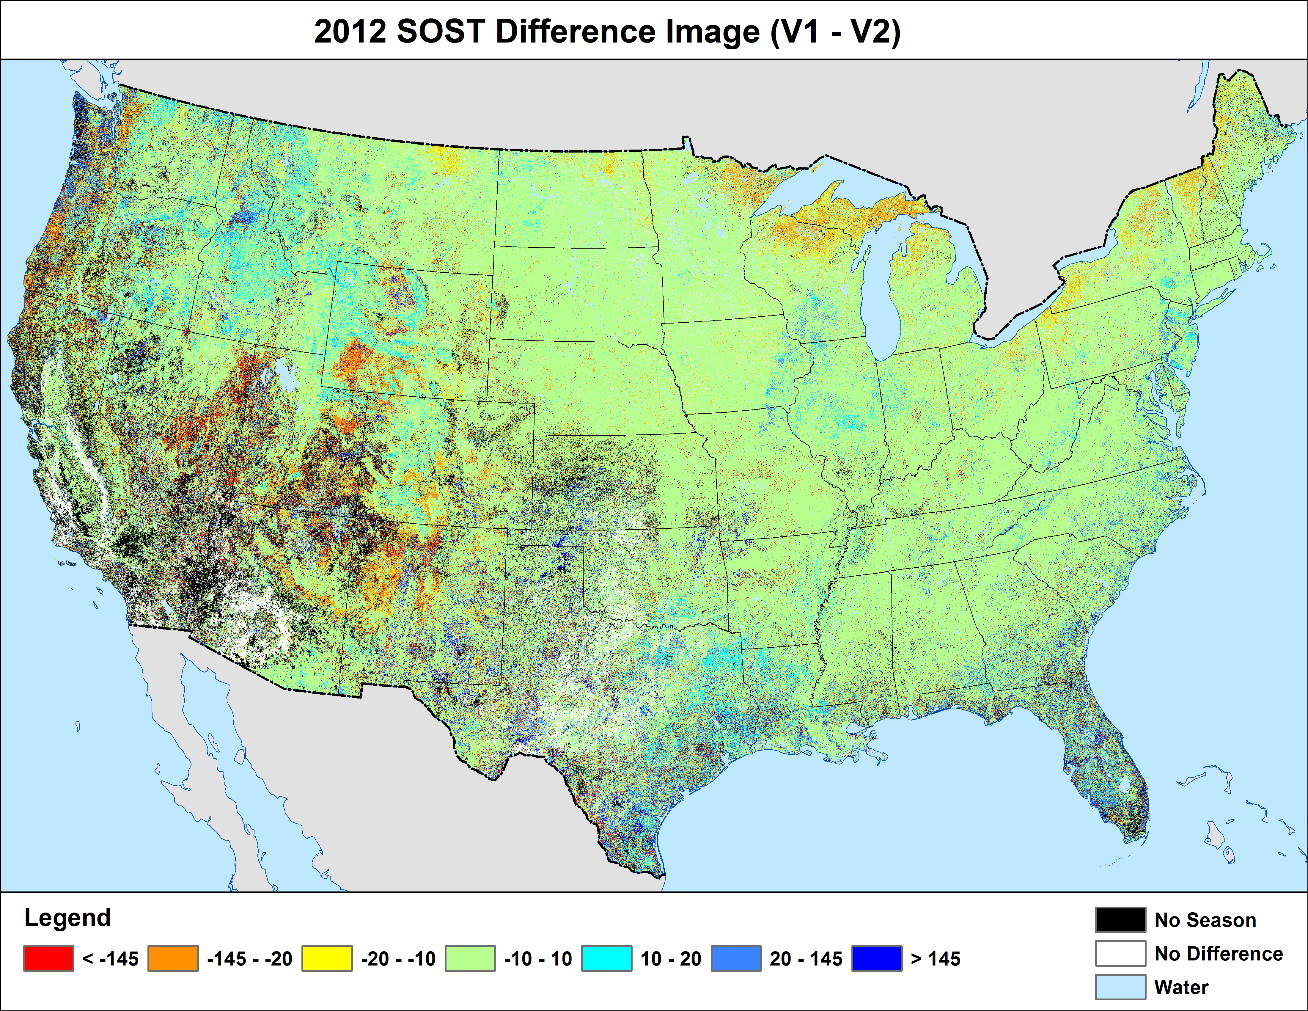 2012 SOST Difference Image (V1 - V2)
Legend
< -145
-145 - -20
-20 - -10
-10 - 10
10 - 20
20 - 145
> 145
No Season
No Difference
Water